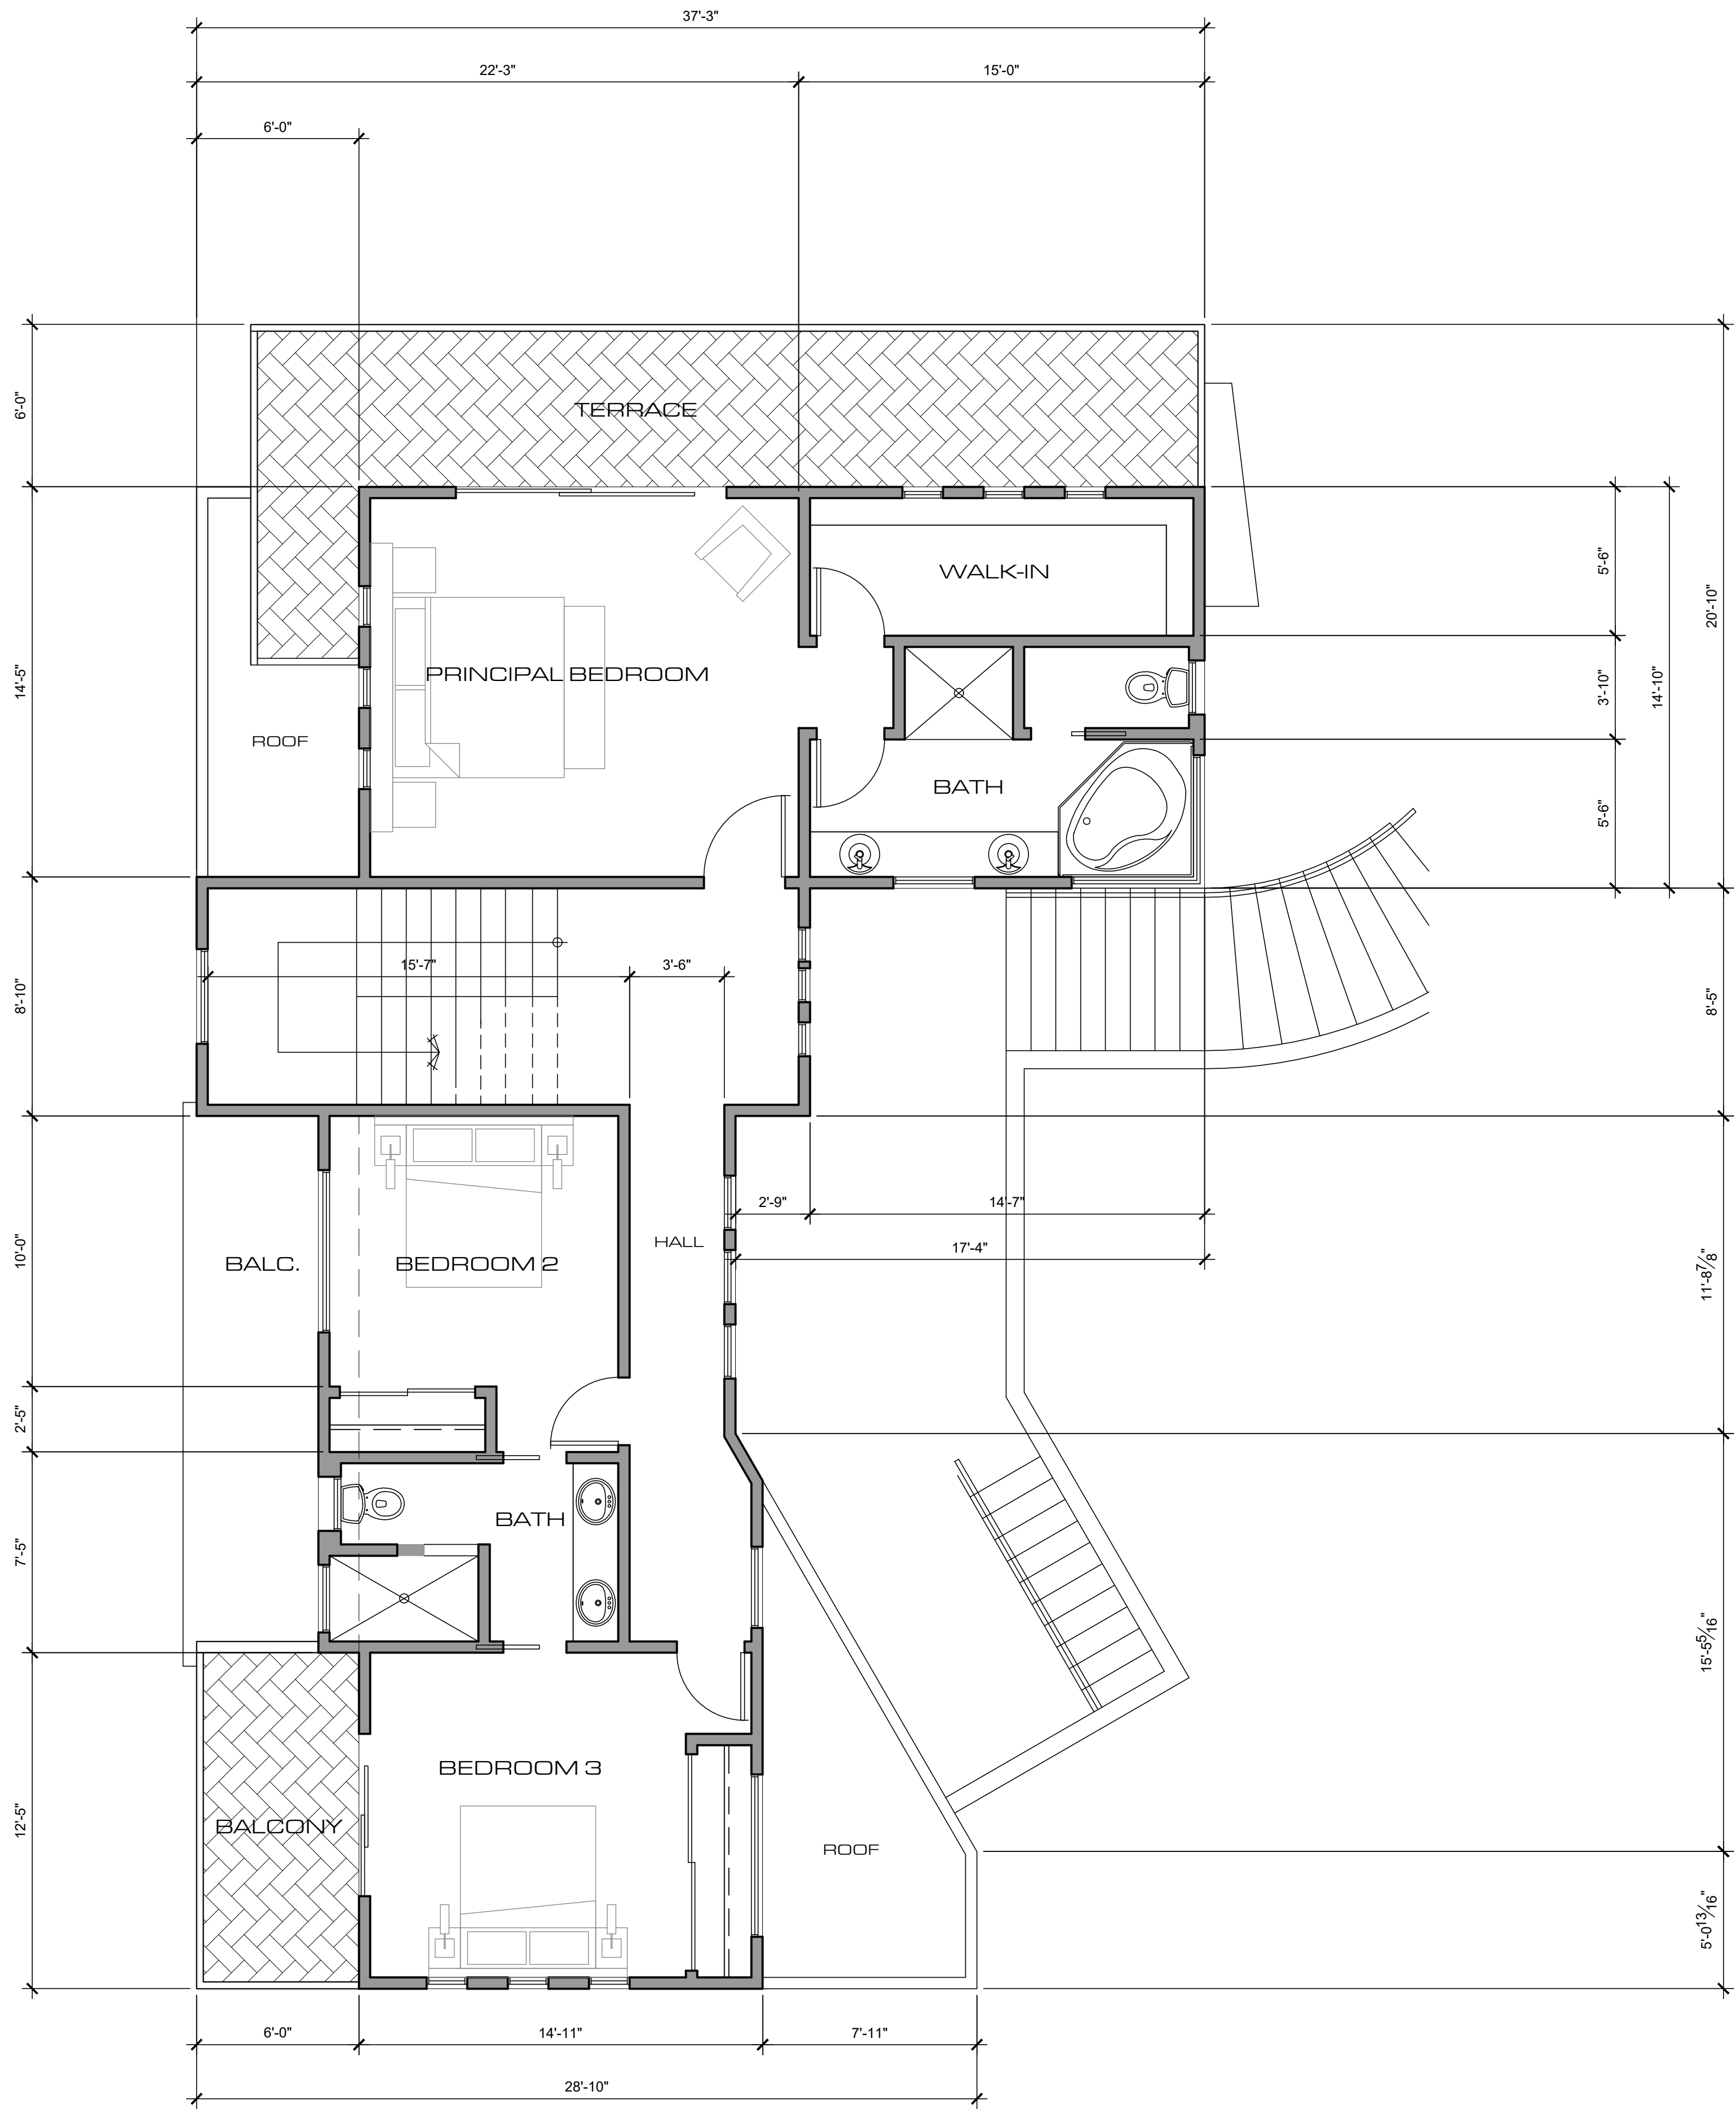 37'-3"
22'-3"
15'-0"
6'-0"
6'-0"
TERRACE
WALK-IN
5'-6"
20'-10"
14'-5"
PRINCIPAL BEDROOM
3'-10"
14'-10"
ROOF
BATH
5'-6"
15'-7"
3'-6"
8'-10"
8'-5"
2'-9"
14'-7"
HALL
17'-4"
10'-0"
BALC.
BEDROOM 2
11'-8 7/8"
2'-5"
BATH
7'-5"
15'-5 5/16"
BEDROOM 3
12'-5"
BALCONY
ROOF
5'-0 13/16"
6'-0"
14'-11"
7'-11"
28'-10"